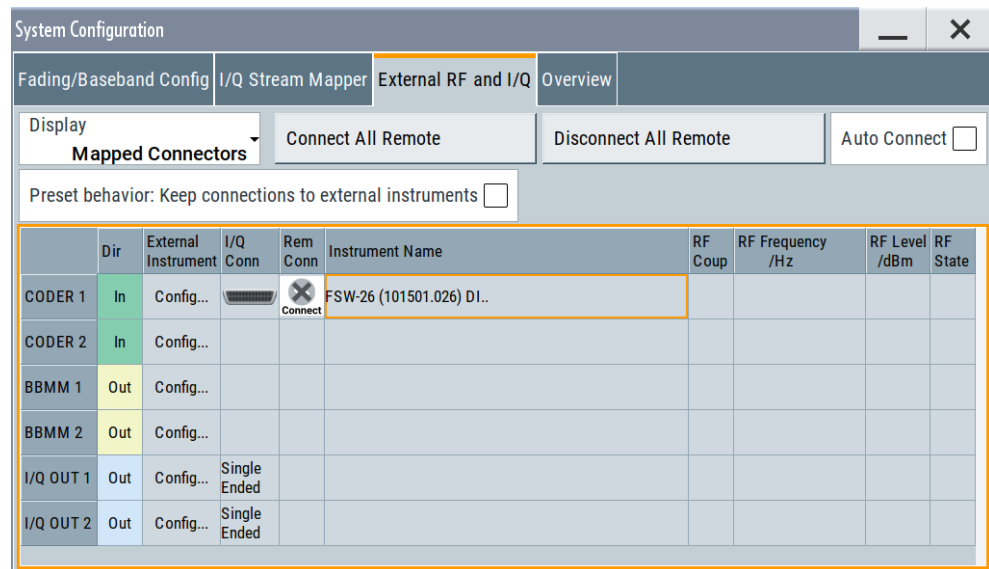 System Configuration
Fading/Baseband Config I/Q Stream Mapper External RF and I/Q Overview
Display
Mapped Connectors
Connect All Remote Disconnect All Remote Auto Connect
Preset behavior: Keep connections to external instruments
Dir External Instrument I/Q Conn Rem Conn Instrument Name RF Coup RF Frequency /Hz RF Level /dBm RF State
CODER 1 In Config... Connect FSW-26 (101501.026) DI..
CODER 2 In Config...
BBMM 1 Out Config...
BBMM 2 Out Config...
I/Q OUT 1 Out Config... Single Ended
I/Q OUT 2 Out Config... Single Ended